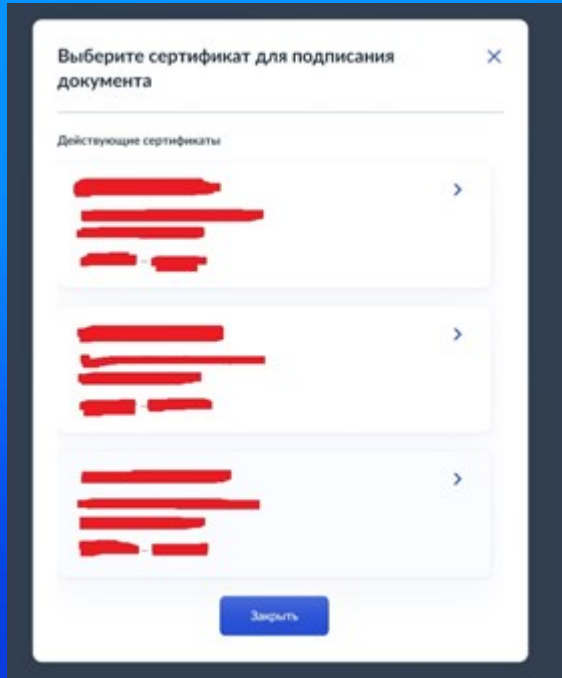 Выберите сертификат для подписания
документа
Действующие сертификаты
Закрыть